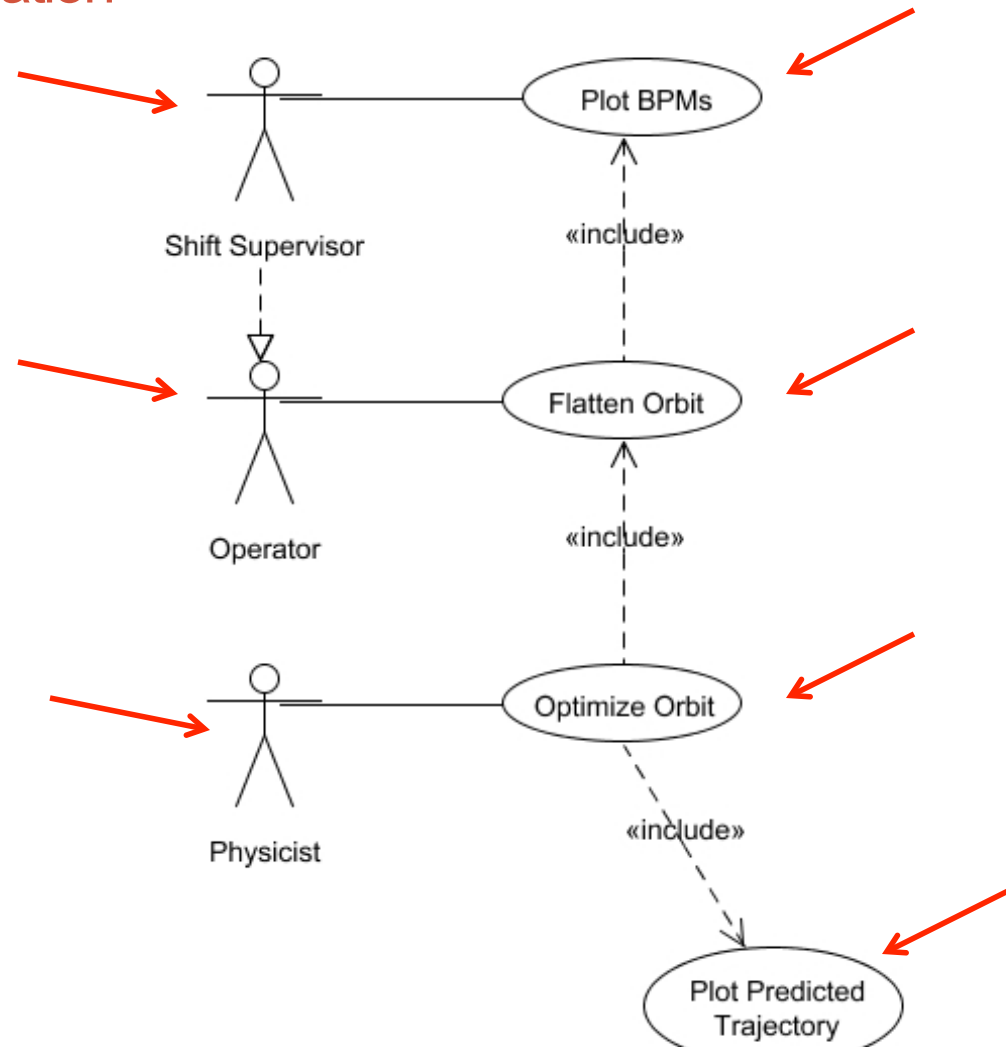 Plot BPMs
Shift Supervisor
«include»
Flatten Orbit
Operator
«include»
Optimize Orbit
Physicist
«include»
Plot Predicted
Trajectory